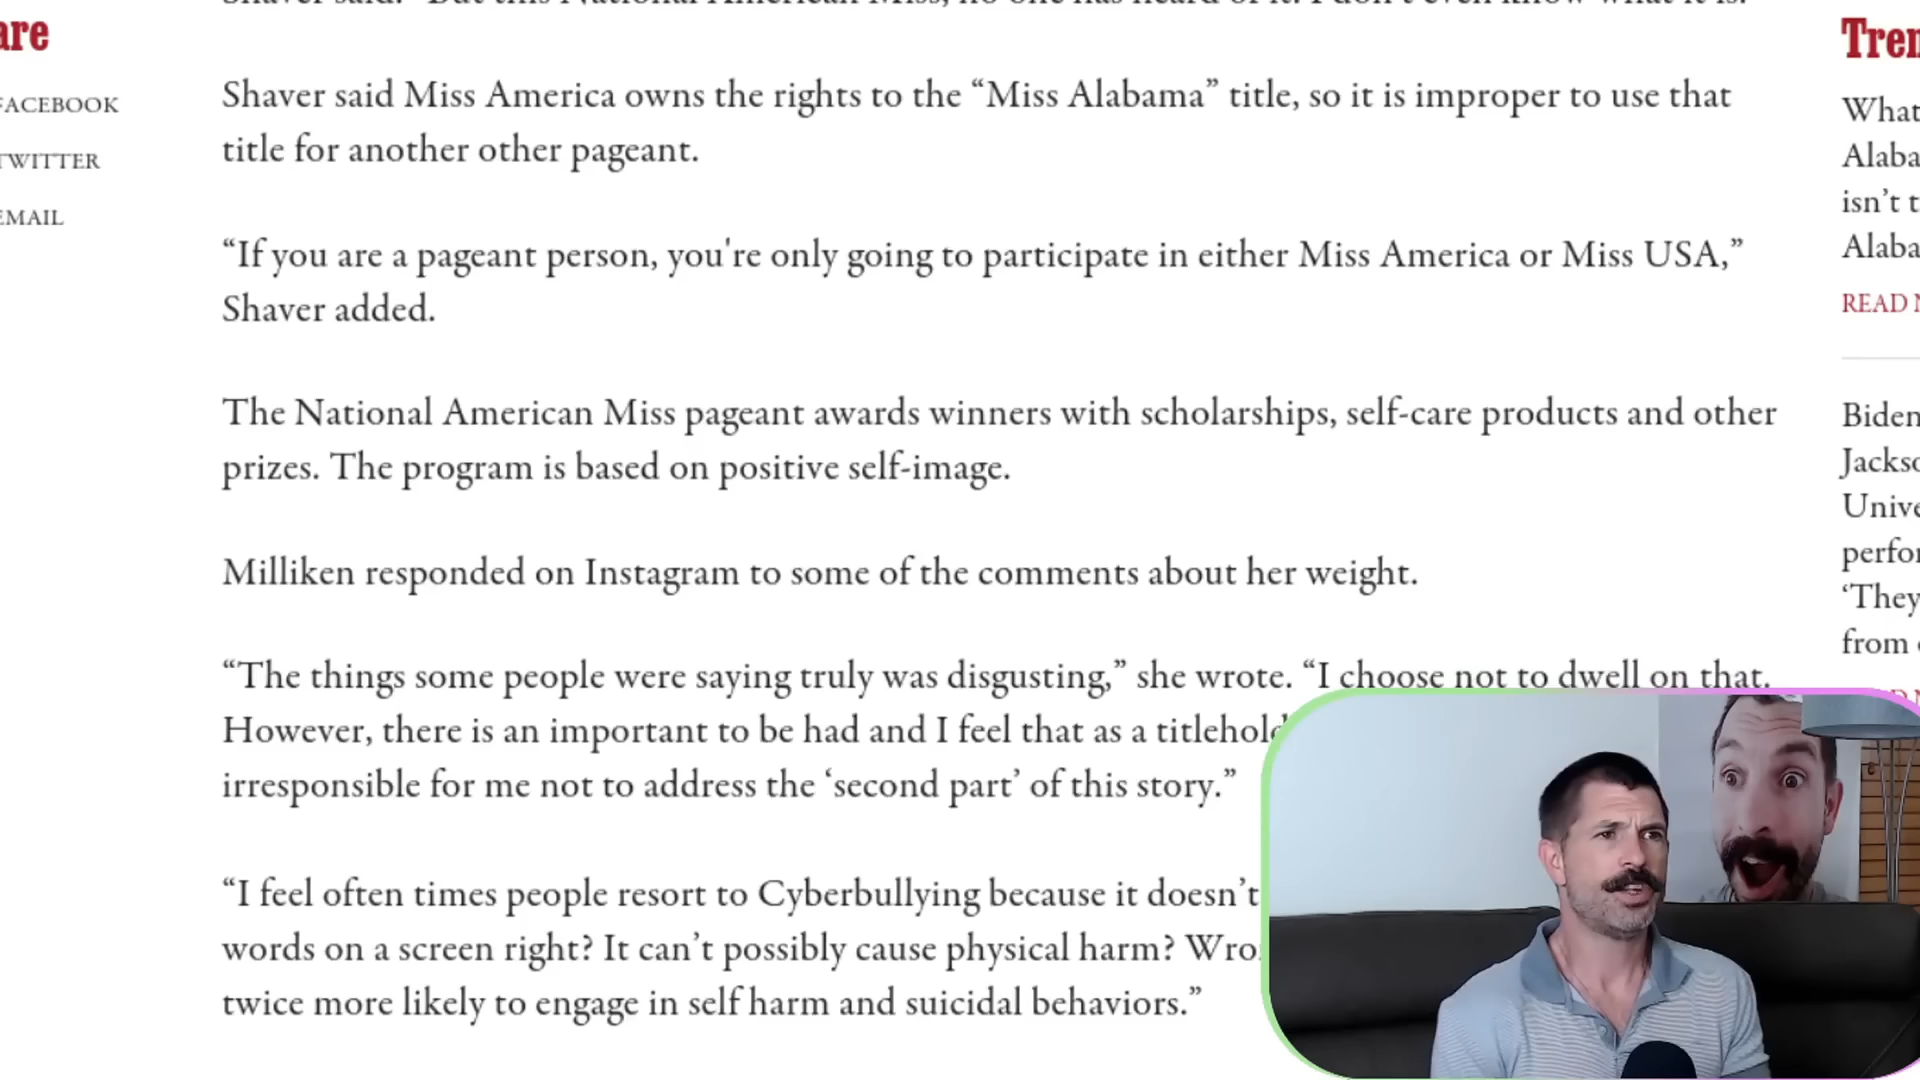 Shaver said. "But this National American Miss, no one has heard of it. I don't even know what it is."
are
FACEBOOK
TWITTER
EMAIL
Shaver said Miss America owns the rights to the “Miss Alabama” title, so it is improper to use that
title for another other pageant.
“If you are a pageant person, you're only going to participate in either Miss America or Miss USA,”
Shaver added.
The National American Miss pageant awards winners with scholarships, self-care products and other
prizes. The program is based on positive self-image.
Milliken responded on Instagram to some of the comments about her weight.
“The things some people were saying truly was disgusting,” she wrote. “I choose not to dwell on that.
However, there is an important to be had and I feel that as a titlehold
irresponsible for me not to address the ‘second part’ of this story.”
“I feel often times people resort to Cyberbullying because it doesn’t
words on a screen right? It can’t possibly cause physical harm? Wro
twice more likely to engage in self harm and suicidal behaviors.”
Tren
What
Alaba
isn’t t
Alaba
READ N
Biden
Jackso
Unive
perfor
‘They
from